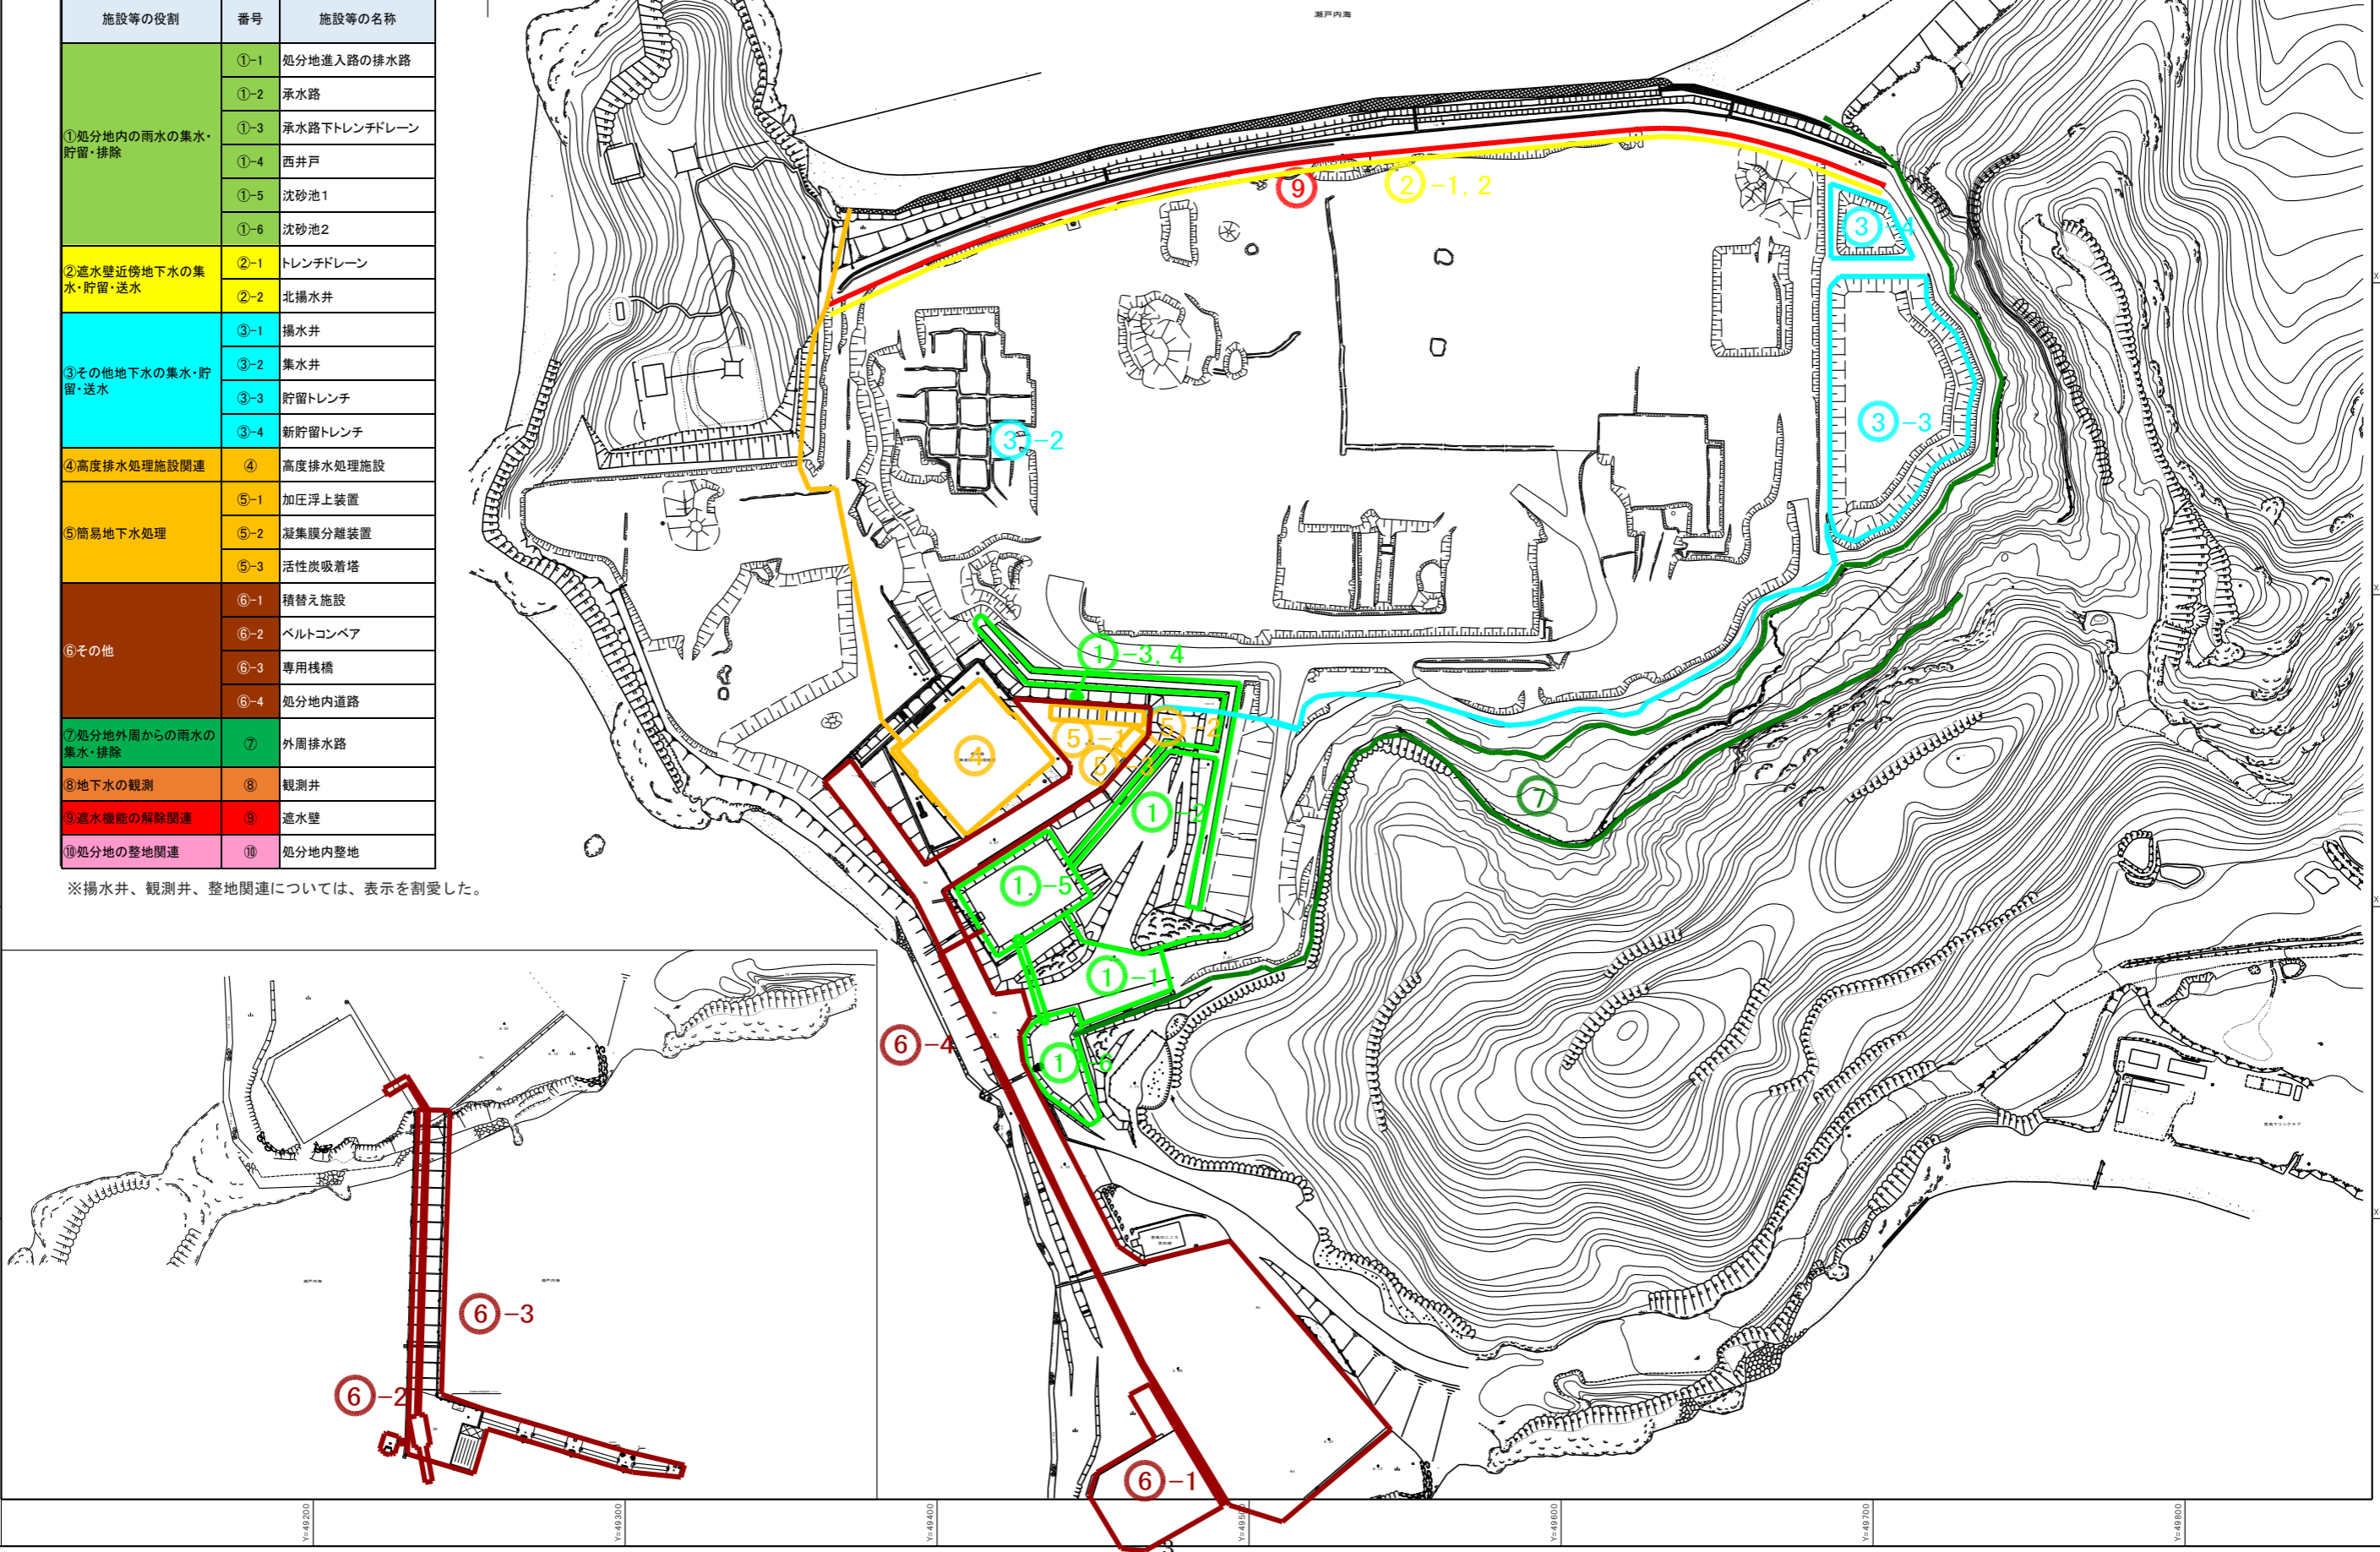 施設等の役割 番号 施設等の名称
①処分地内の雨水の集水・
貯留・排除
①-1 処分地進入路の排水路
①-2 承水路
①-3 承水路下トレンチドレーン
①-4 西井戸
①-5 沈砂池1
①-6 沈砂池2
②遮水壁近傍地下水の集
水・貯留・送水
②-1 トレンチドレーン
②-2 北揚水井
③その他地下水の集水・貯
留・送水
③-1 揚水井
③-2 集水井
③-3 貯留トレンチ
③-4 新貯留トレンチ
④高度排水処理施設関連 ④ 高度排水処理施設
⑤簡易地下水処理
⑤-1 加圧浮上装置
⑤-2 凝集膜分離装置
⑤-3 活性炭吸着塔
⑥その他
⑥-1 積替え施設
⑥-2 ベルトコンベア
⑥-3 専用桟橋
⑥-4 処分地内道路
⑦処分地外周からの雨水の
集水・排除
⑦ 外周排水路
⑧地下水の観測 ⑧ 観測井
⑨遮水機能の解除関連 ⑨ 遮水壁
⑩処分地の整地関連 ⑩ 処分地内整地
※揚水井、観測井、整地関連については、表示を割愛した。
瀬戸内海
⑨
②-1, 2
③-4
③-3
③-2
①-3, 4
④
⑤-1
⑤-2
⑤-3
①-2
⑦
①-5
①-1
⑥-4
①-6
⑥-3
⑥-2
⑥-1
瀬戸内海
瀬戸内海
Y=49200
Y=49300
Y=49400
Y=49500
Y=49600
Y=49700
Y=49800